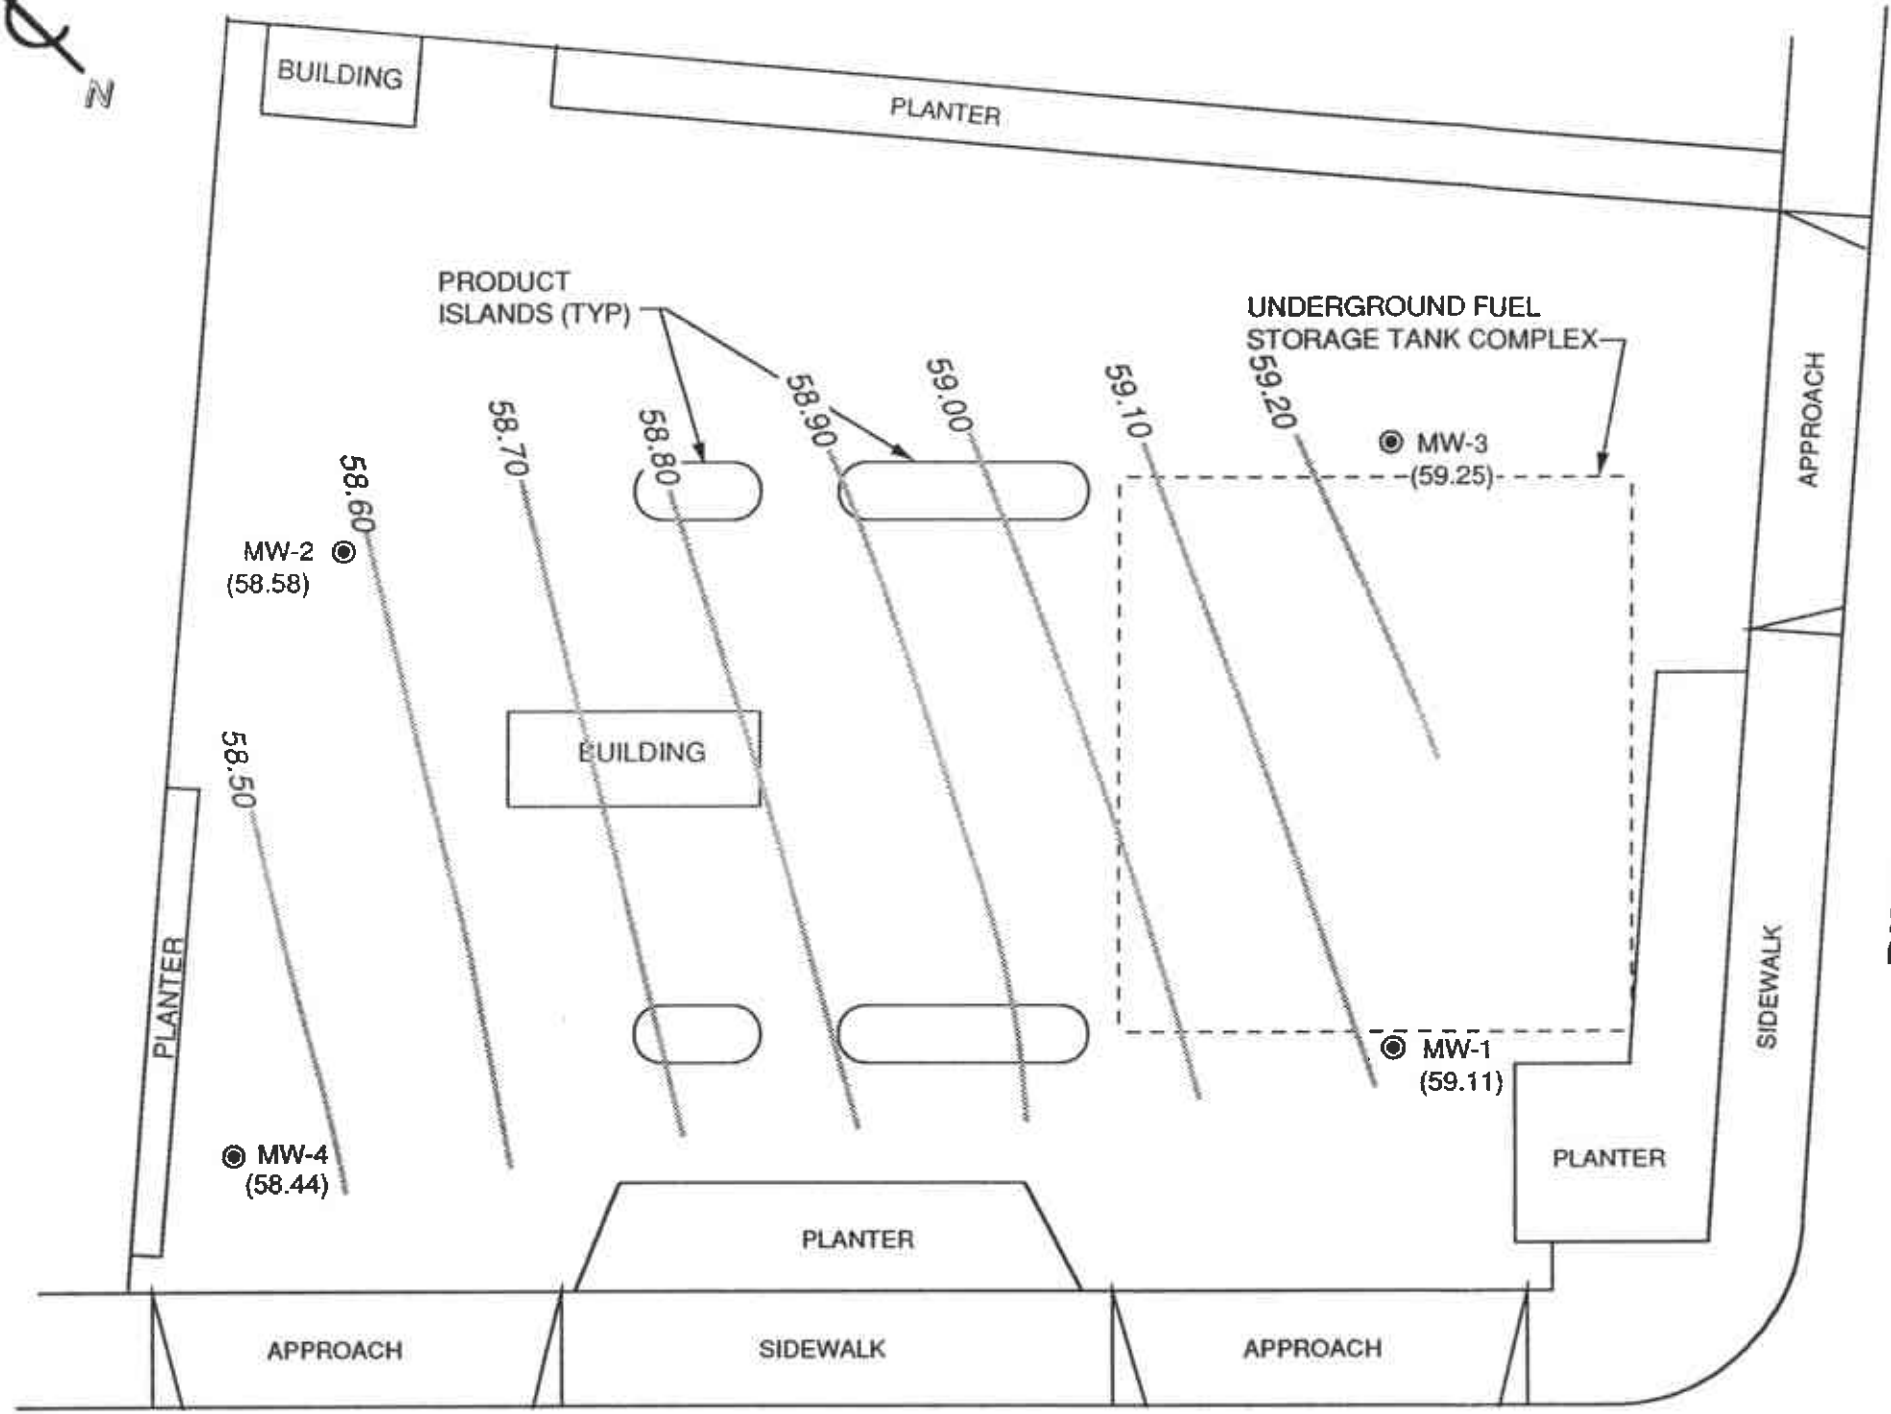 N
BUILDING
PLANTER
PRODUCT
ISLANDS (TYP)
UNDERGROUND FUEL
STORAGE TANK COMPLEX
APPROACH
58.60
58.70
58.80
58.90
59.00
59.10
59.20
MW-3
(59.25)
MW-2
(58.58)
58.50
BUILDING
PLANTER
SIDEWALK
MW-1
(59.11)
MW-4
(58.44)
PLANTER
PLANTER
APPROACH
SIDEWALK
APPROACH